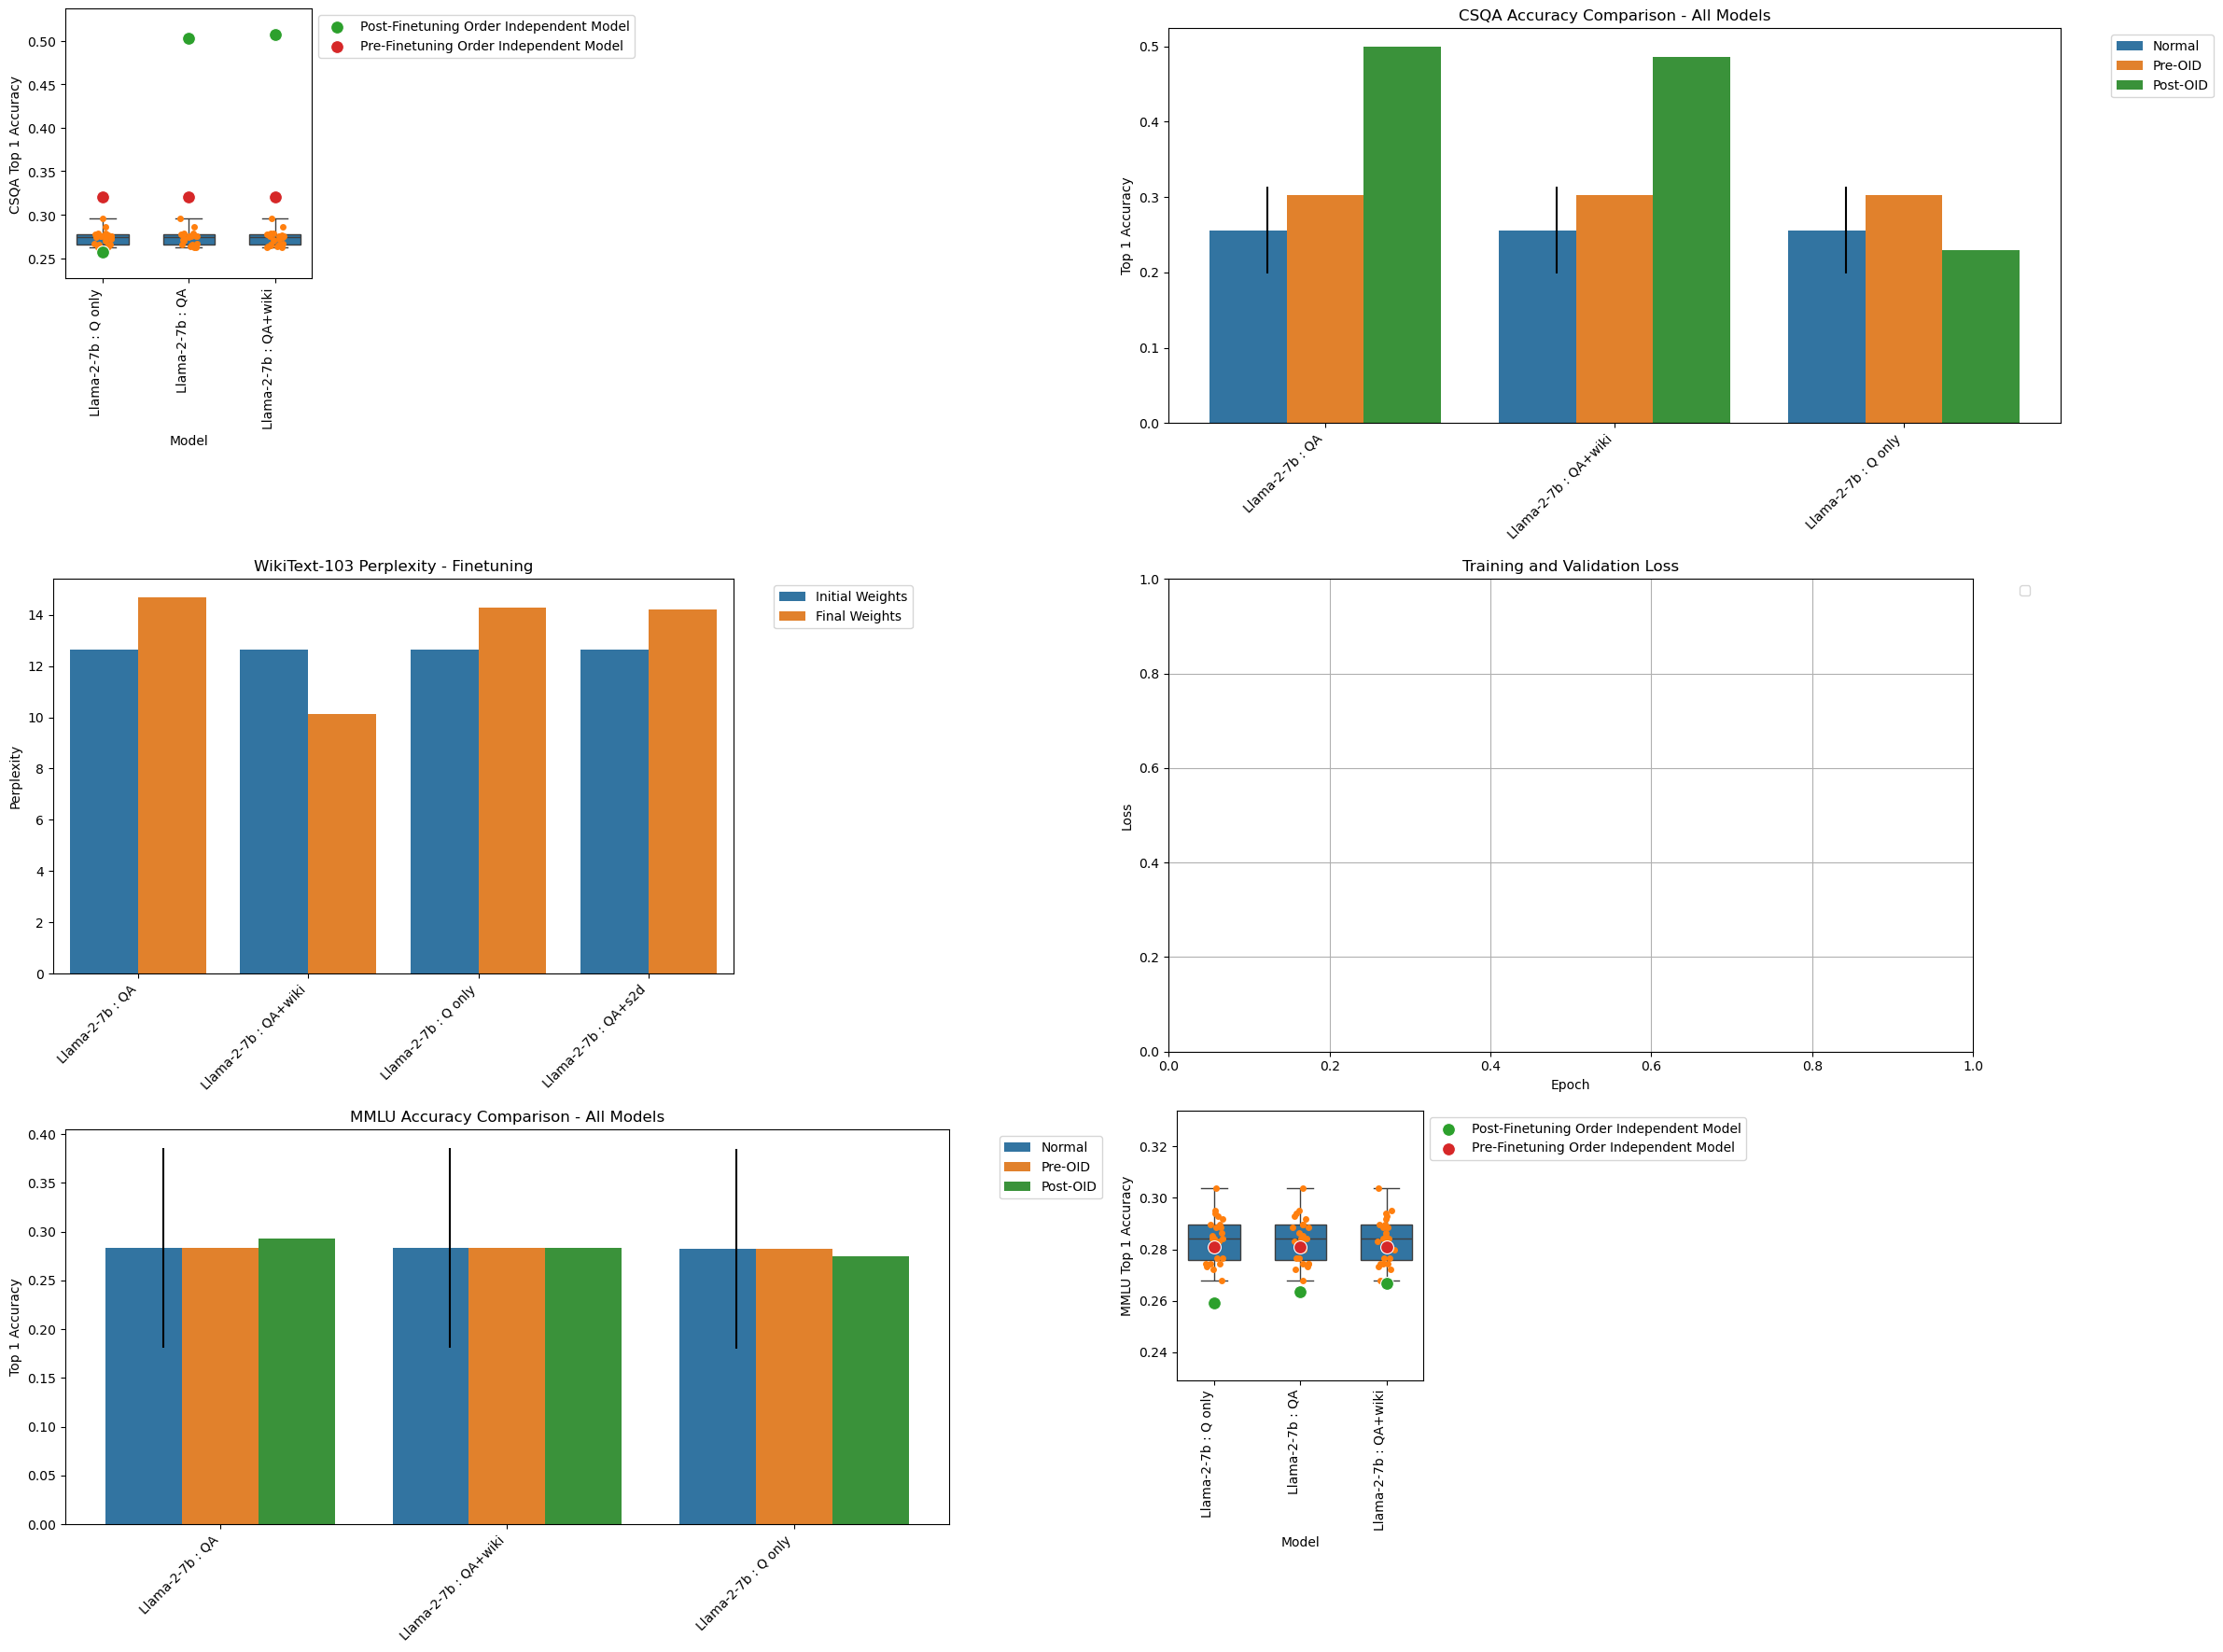 Post-Finetuning Order Independent Model
Pre-Finetuning Order Independent Model
CSQA Top 1 Accuracy
0.50
0.45
0.40
0.35
0.30
0.25
Llama-2-7b : Q only
Llama-2-7b : QA
Llama-2-7b : QA+wiki
Model
CSQA Accuracy Comparison - All Models
Normal
Pre-OID
Post-OID
Top 1 Accuracy
0.5
0.4
0.3
0.2
0.1
0.0
Llama-2-7b : QA
Llama-2-7b : QA+wiki
Llama-2-7b : Q only
WikiText-103 Perplexity - Finetuning
Initial Weights
Final Weights
Perplexity
14
12
10
8
6
4
2
0
Llama-2-7b : QA
Llama-2-7b : QA+wiki
Llama-2-7b : Q only
Llama-2-7b : QA+s2d
Training and Validation Loss
Loss
1.0
0.8
0.6
0.4
0.2
0.0
0.0 0.2 0.4 0.6 0.8 1.0
Epoch
MMLU Accuracy Comparison - All Models
Normal
Pre-OID
Post-OID
Top 1 Accuracy
0.40
0.35
0.30
0.25
0.20
0.15
0.10
0.05
0.00
Llama-2-7b : QA
Llama-2-7b : QA+wiki
Llama-2-7b : Q only
Post-Finetuning Order Independent Model
Pre-Finetuning Order Independent Model
MMLU Top 1 Accuracy
0.32
0.30
0.28
0.26
0.24
Llama-2-7b : Q only
Llama-2-7b : QA
Llama-2-7b : QA+wiki
Model